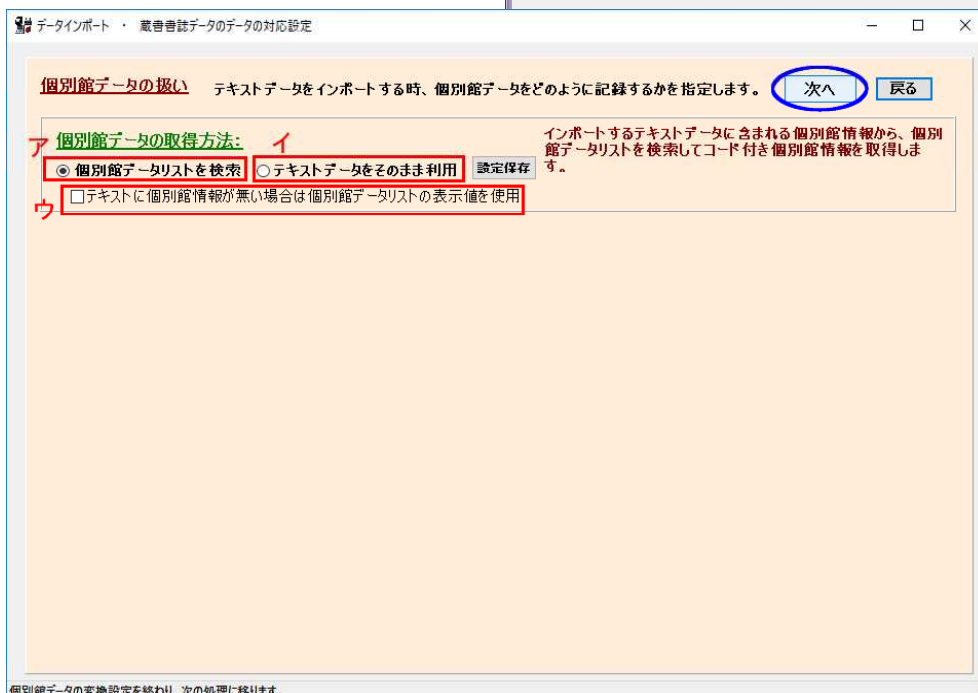 データインポート ・ 蔵書書誌データのデータの対応設定
個別館データの扱い テキストデータをインポートする時、個別館データをどのように記録するかを指定します。 次へ 戻る
ア 個別館データの取得方法: イ
個別館データリストを検索 テキストデータをそのまま利用 設定保存
インポートするテキストデータに含まれる個別館情報から、個別
館データリストを検索してコード付き個別館情報を取得しま
す。
ウ テキストに個別館情報が無い場合は個別館データリストの表示値を使用
個別館データの変換設定を終わり、次の処理に移ります。